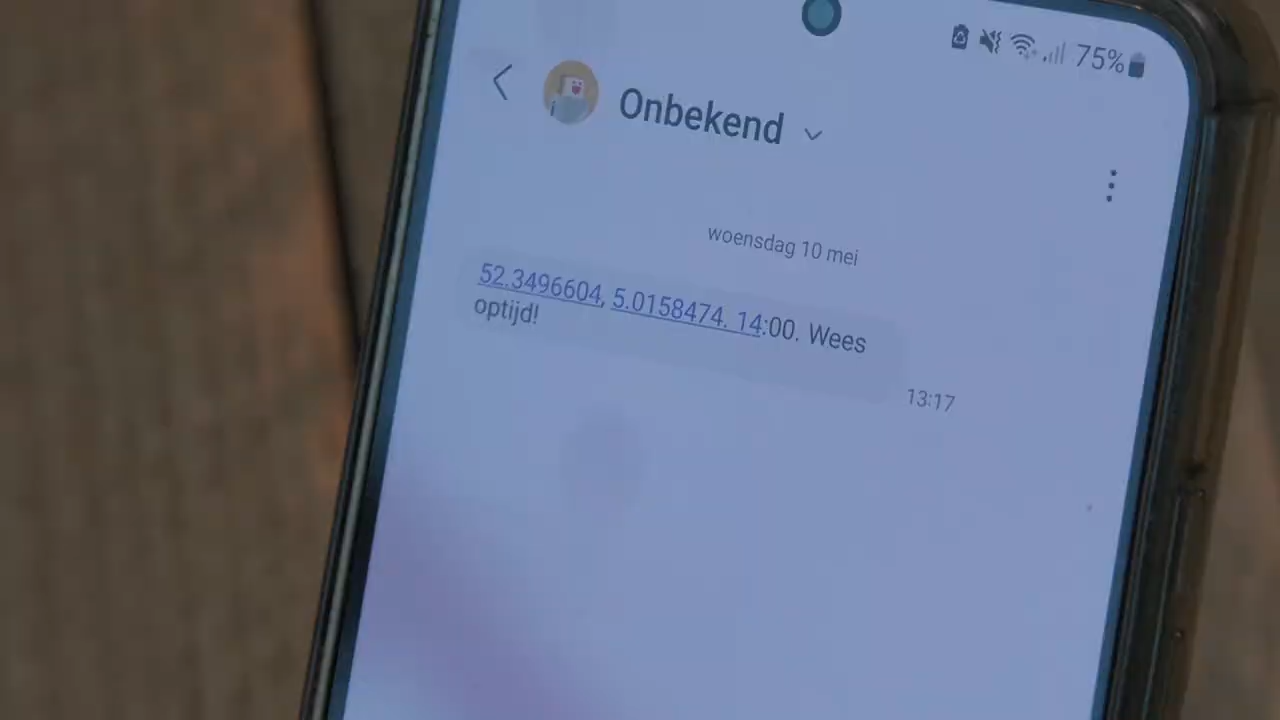 75%
Onbekend
woensdag 10 mei
52.3496604, 5.0158474. 14:00. Wees
optijd!
13:17